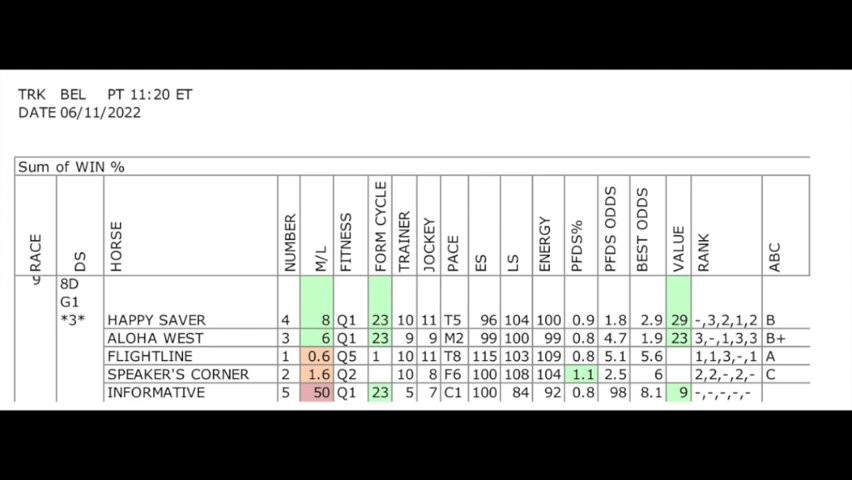 TRK BEL PT 11:20 ET
DATE 06/11/2022
Sum of WIN %
RACE DS HORSE NUMBER M/L FITNESS FORM CYCLE TRAINER JOCKEY PACE ES LS ENERGY PFDS% PFDS ODDS BEST ODDS VALUE RANK ABC
9 8D
G1
*3* HAPPY SAVER 4 8 Q1 23 10 11 T5 96 104 100 0.9 1.8 2.9 29 -,3,2,1,2 B
ALOHA WEST 3 6 Q1 23 9 9 M2 99 100 99 0.8 4.7 1.9 23 3,-,1,3,3 B+
FLIGHTLINE 1 0.6 Q5 1 10 11 T8 115 103 109 0.8 5.1 5.6 1,1,3,-,1 A
SPEAKER'S CORNER 2 1.6 Q2 10 8 F6 100 108 104 1.1 2.5 6 2,2,-,2,- C
INFORMATIVE 5 50 Q1 23 5 7 C1 100 84 92 0.8 98 8.1 9 -,-,-,-,-